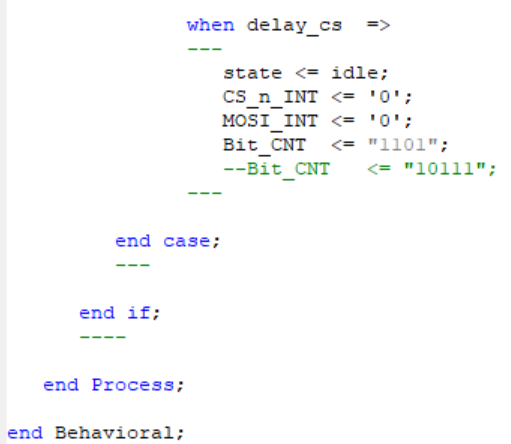 when delay_cs =>
---
state <= idle;
CS_n_INT <= '0';
MOSI_INT <= '0';
Bit_CNT <= "1101";
--Bit_CNT <= "10111";
---
end case;
---
end if;
----
end Process;
end Behavioral;